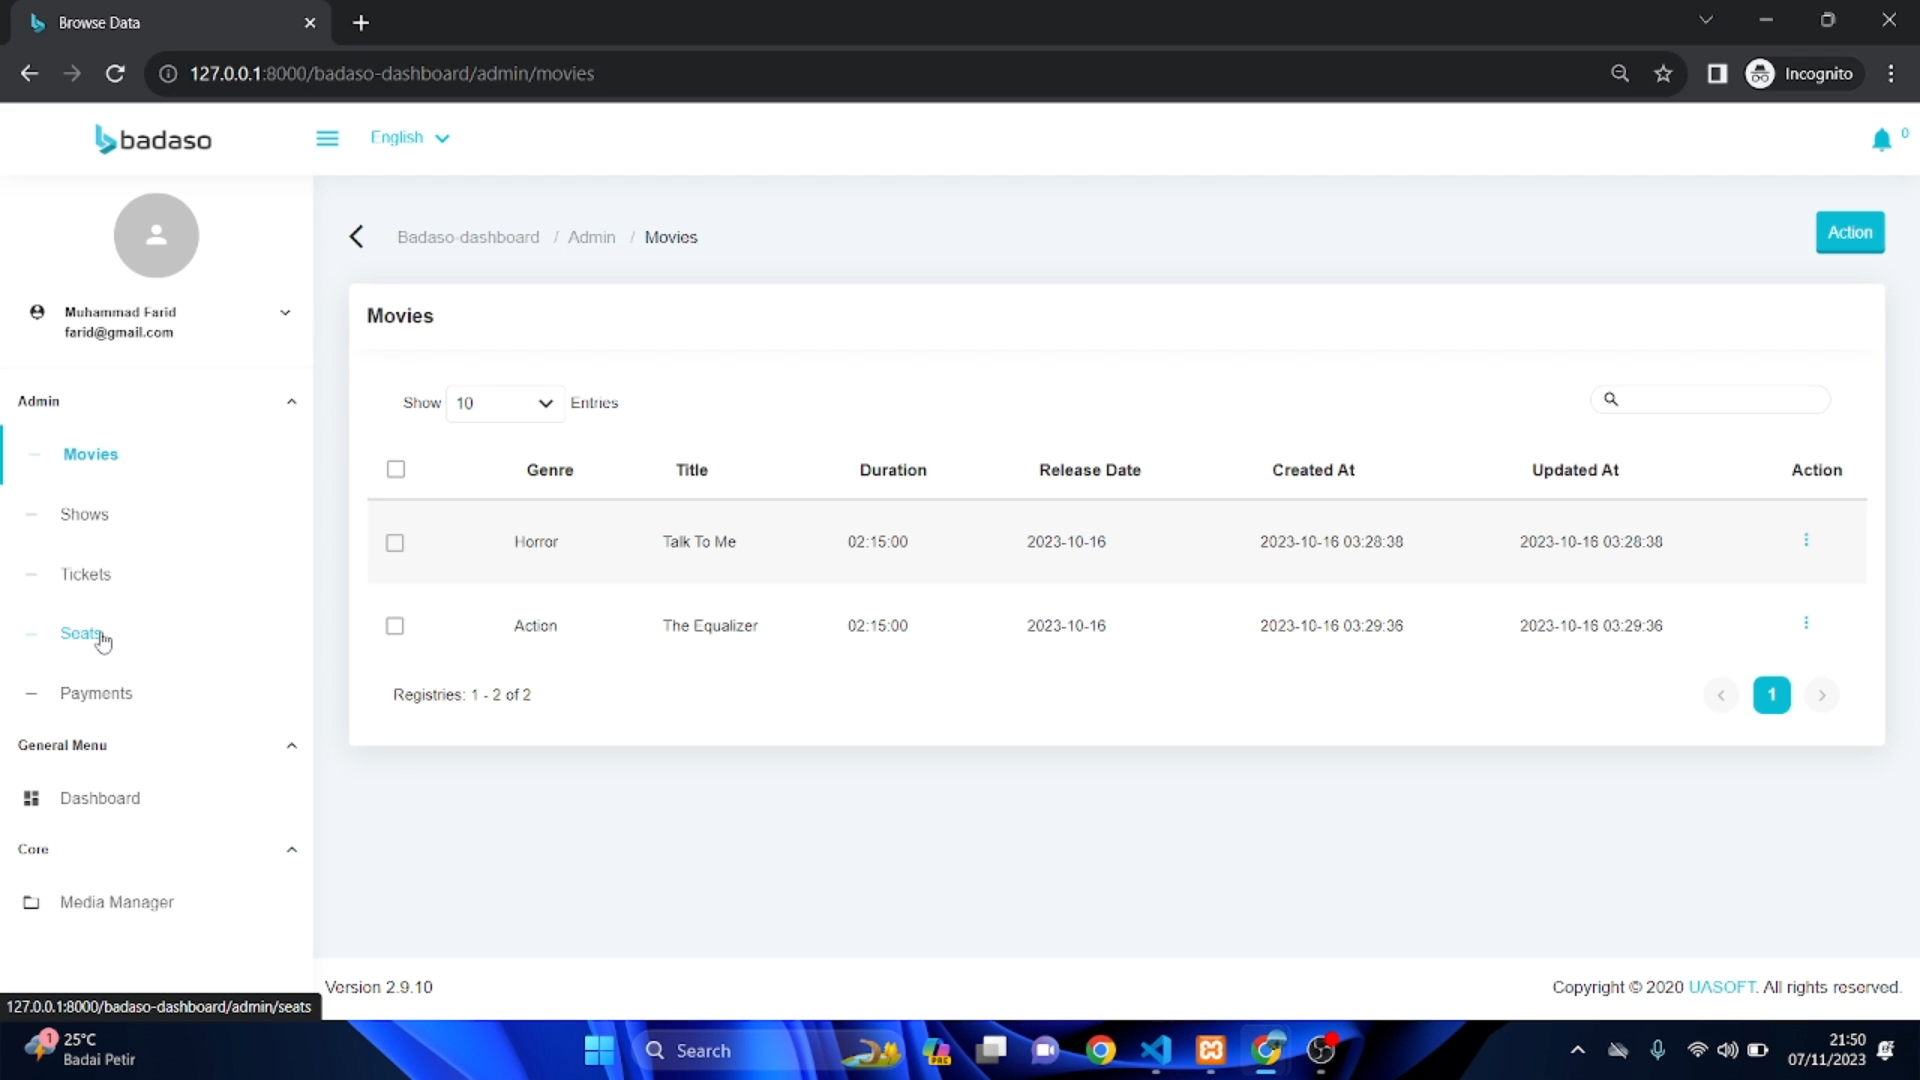 Browse Data
127.0.0.1:8000/badaso-dashboard/admin/movies
Incognito
badaso
English
0
Muhammad Farid
farid@gmail.com
Admin
Movies
Shows
Tickets
Seats
Payments
General Menu
Dashboard
Core
Media Manager
Badaso-dashboard / Admin / Movies
Action
Movies
Show 10 Entries
Genre Title Duration Release Date Created At Updated At Action
Horror Talk To Me 02:15:00 2023-10-16 2023-10-16 03:28:38 2023-10-16 03:28:38
Action The Equalizer 02:15:00 2023-10-16 2023-10-16 03:29:36 2023-10-16 03:29:36
Registries: 1 - 2 of 2
1
Version 2.9.10
Copyright © 2020 UASOFT. All rights reserved.
127.0.0.1:8000/badaso-dashboard/admin/seats
1
25°C
Badai Petir
Search
PRE
21:50
07/11/2023